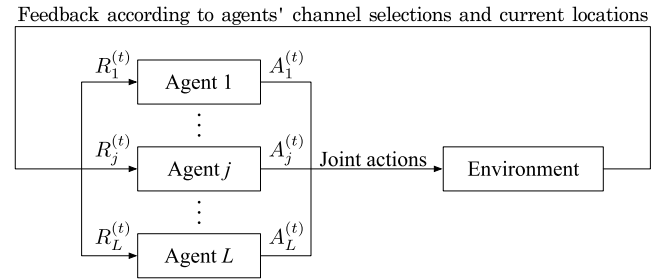 Feedback according to agents' channel selections and current locations
R_1^{(t)} Agent 1 A_1^{(t)}
⋮
R_j^{(t)} Agent j A_j^{(t)} Joint actions Environment
⋮
R_L^{(t)} Agent L A_L^{(t)}